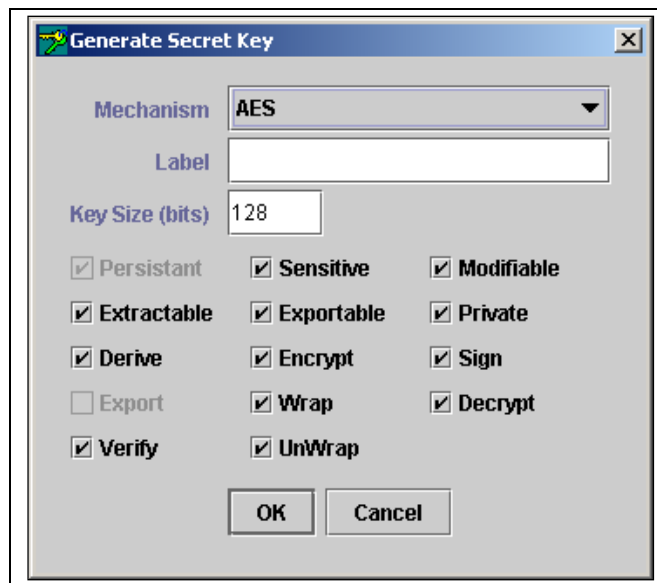 Generate Secret Key
Mechanism AES
Label
Key Size (bits) 128
Persistant Sensitive Modifiable
Extractable Exportable Private
Derive Encrypt Sign
Export Wrap Decrypt
Verify UnWrap
OK Cancel